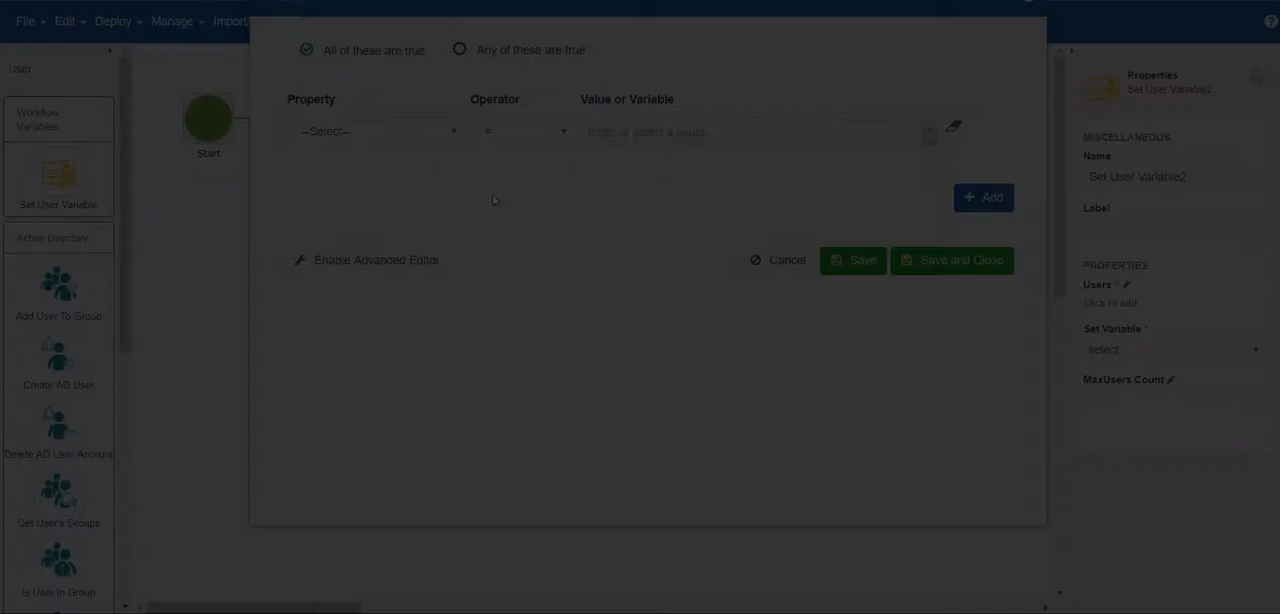 File Edit Deploy Manage Import
user
Workflow
Variables
Set User Variable
Active Directory
Add User To Group
Create AD User
Delete AD User Account
Get User's Groups
Is User In Group
Start
All of these are true Any of these are true
Property Operator Value or Variable
--Select-- = Enter or select a value
+ Add
Enable Advanced Editor Cancel Save Save and Close
Properties
Set User Variable2
MISCELLANEOUS
Name
Set User Variable2
Label
PROPERTIES
Users *
Click to add
Set Variable *
select
MaxUsers Count